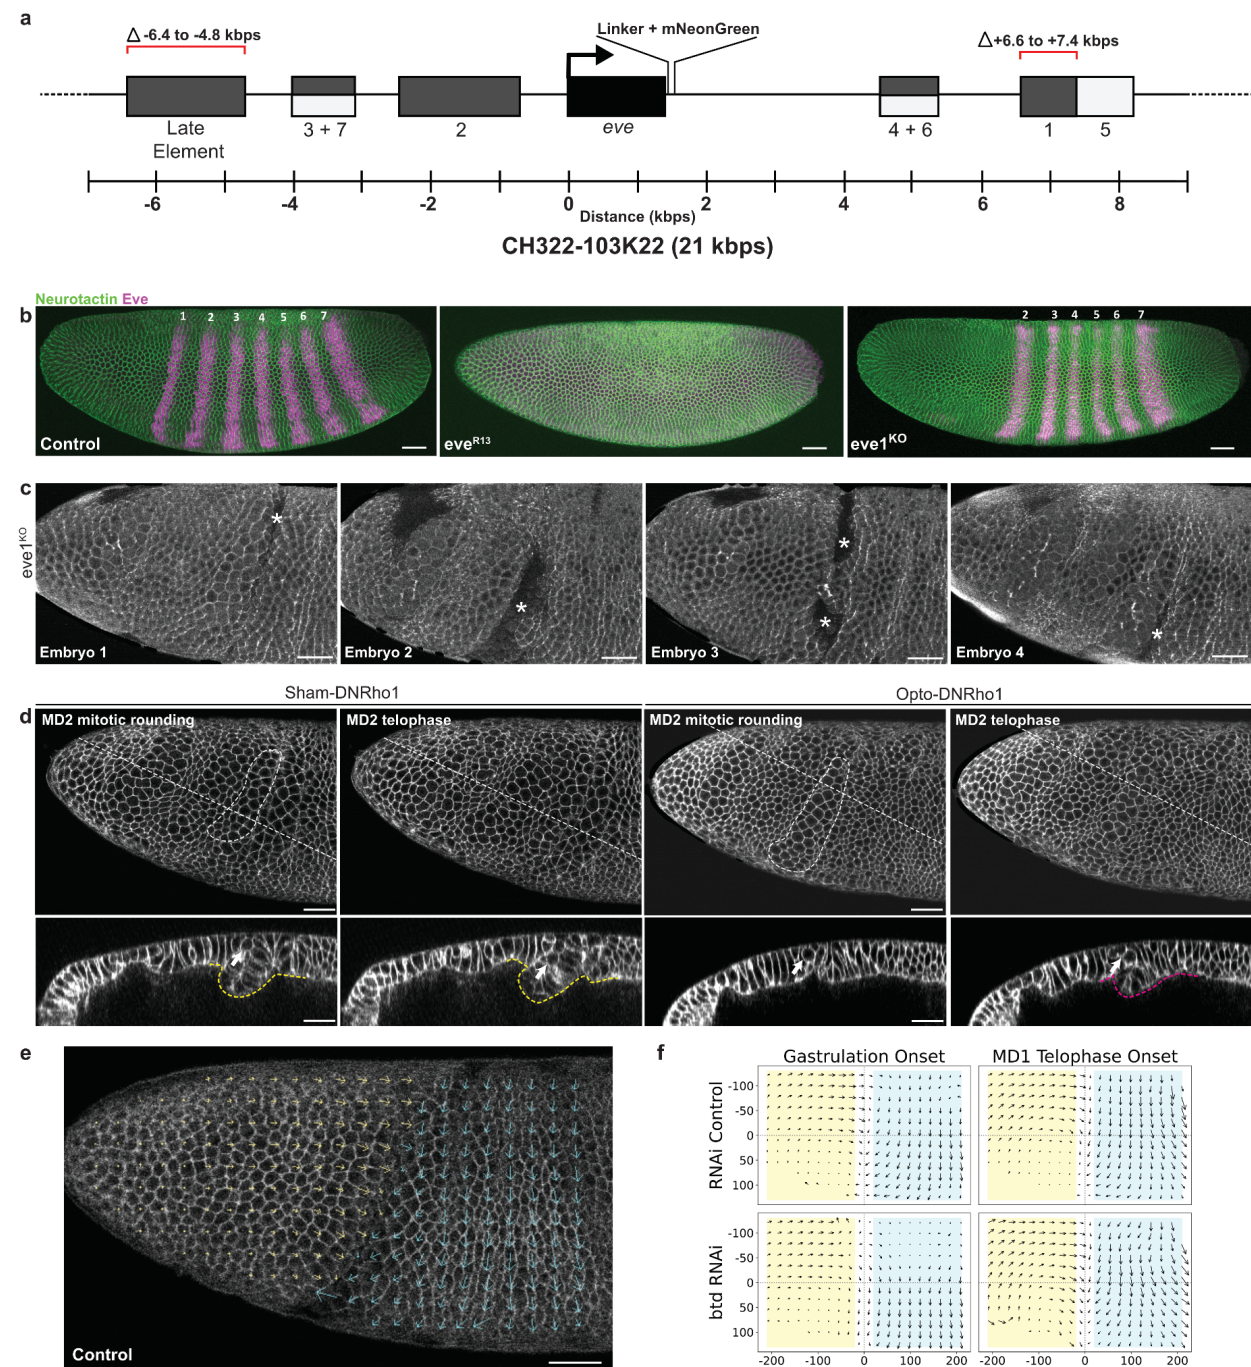 a
Δ -6.4 to -4.8 kbps
Linker + mNeonGreen
Δ+6.6 to +7.4 kbps
Late Element
3 + 7
2
eve
4 + 6
1
5
-6
-4
-2
0
2
4
6
8
Distance (kbps)
CH322-103K22 (21 kbps)
Neurotactin Eve
b
1 2 3 4 5 6 7
Control
eveR13
2 3 4 5 6 7
eve1KO
c
eve1KO
*
Embryo 1
*
Embryo 2
*
*
Embryo 3
*
Embryo 4
Sham-DNRho1
Opto-DNRho1
d
MD2 mitotic rounding
MD2 telophase
MD2 mitotic rounding
MD2 telophase
e
Control
f
Gastrulation Onset
MD1 Telophase Onset
RNAi Control
-100
-50
0
50
100
btd RNAi
-100
-50
0
50
100
-200 -100 0 100 200
-200 -100 0 100 200